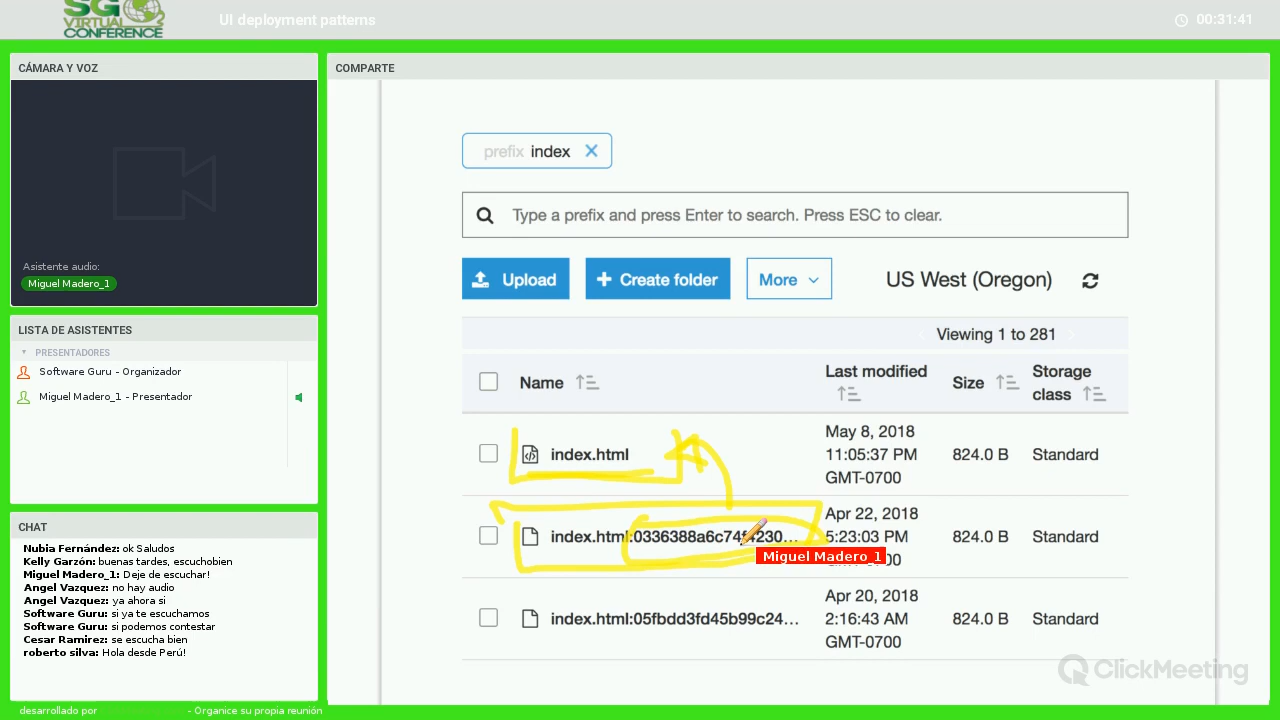 SG
VIRTUAL
CONFERENCE
UI deployment patterns
00:31:41
CÁMARA Y VOZ
Asistente audio:
Miguel Madero_1
LISTA DE ASISTENTES
PRESENTADORES
Software Guru - Organizador
Miguel Madero_1 - Presentador
CHAT
Nubia Fernández: ok Saludos
Kelly Garzón: buenas tardes, escuchobien
Miguel Madero_1: Deje de escuchar!
Angel Vazquez: no hay audio
Angel Vazquez: ya ahora si
Software Guru: si ya te escuchamos
Software Guru: si podemos contestar
Cesar Ramirez: se escucha bien
roberto silva: Hola desde Perú!
desarrollado por - Organice su propia reunión
COMPARTE
prefix index
Type a prefix and press Enter to search. Press ESC to clear.
Upload Create folder More US West (Oregon)
Viewing 1 to 281
Name Last modified Size Storage class
index.html May 8, 2018 11:05:37 PM GMT-0700 824.0 B Standard
Apr 22, 2018 5:23:03 PM 824.0 B Standard
Miguel Madero_1
index.html:05fbdd3fd45b99c24... Apr 20, 2018 2:16:43 AM GMT-0700 824.0 B Standard
ClickMeeting